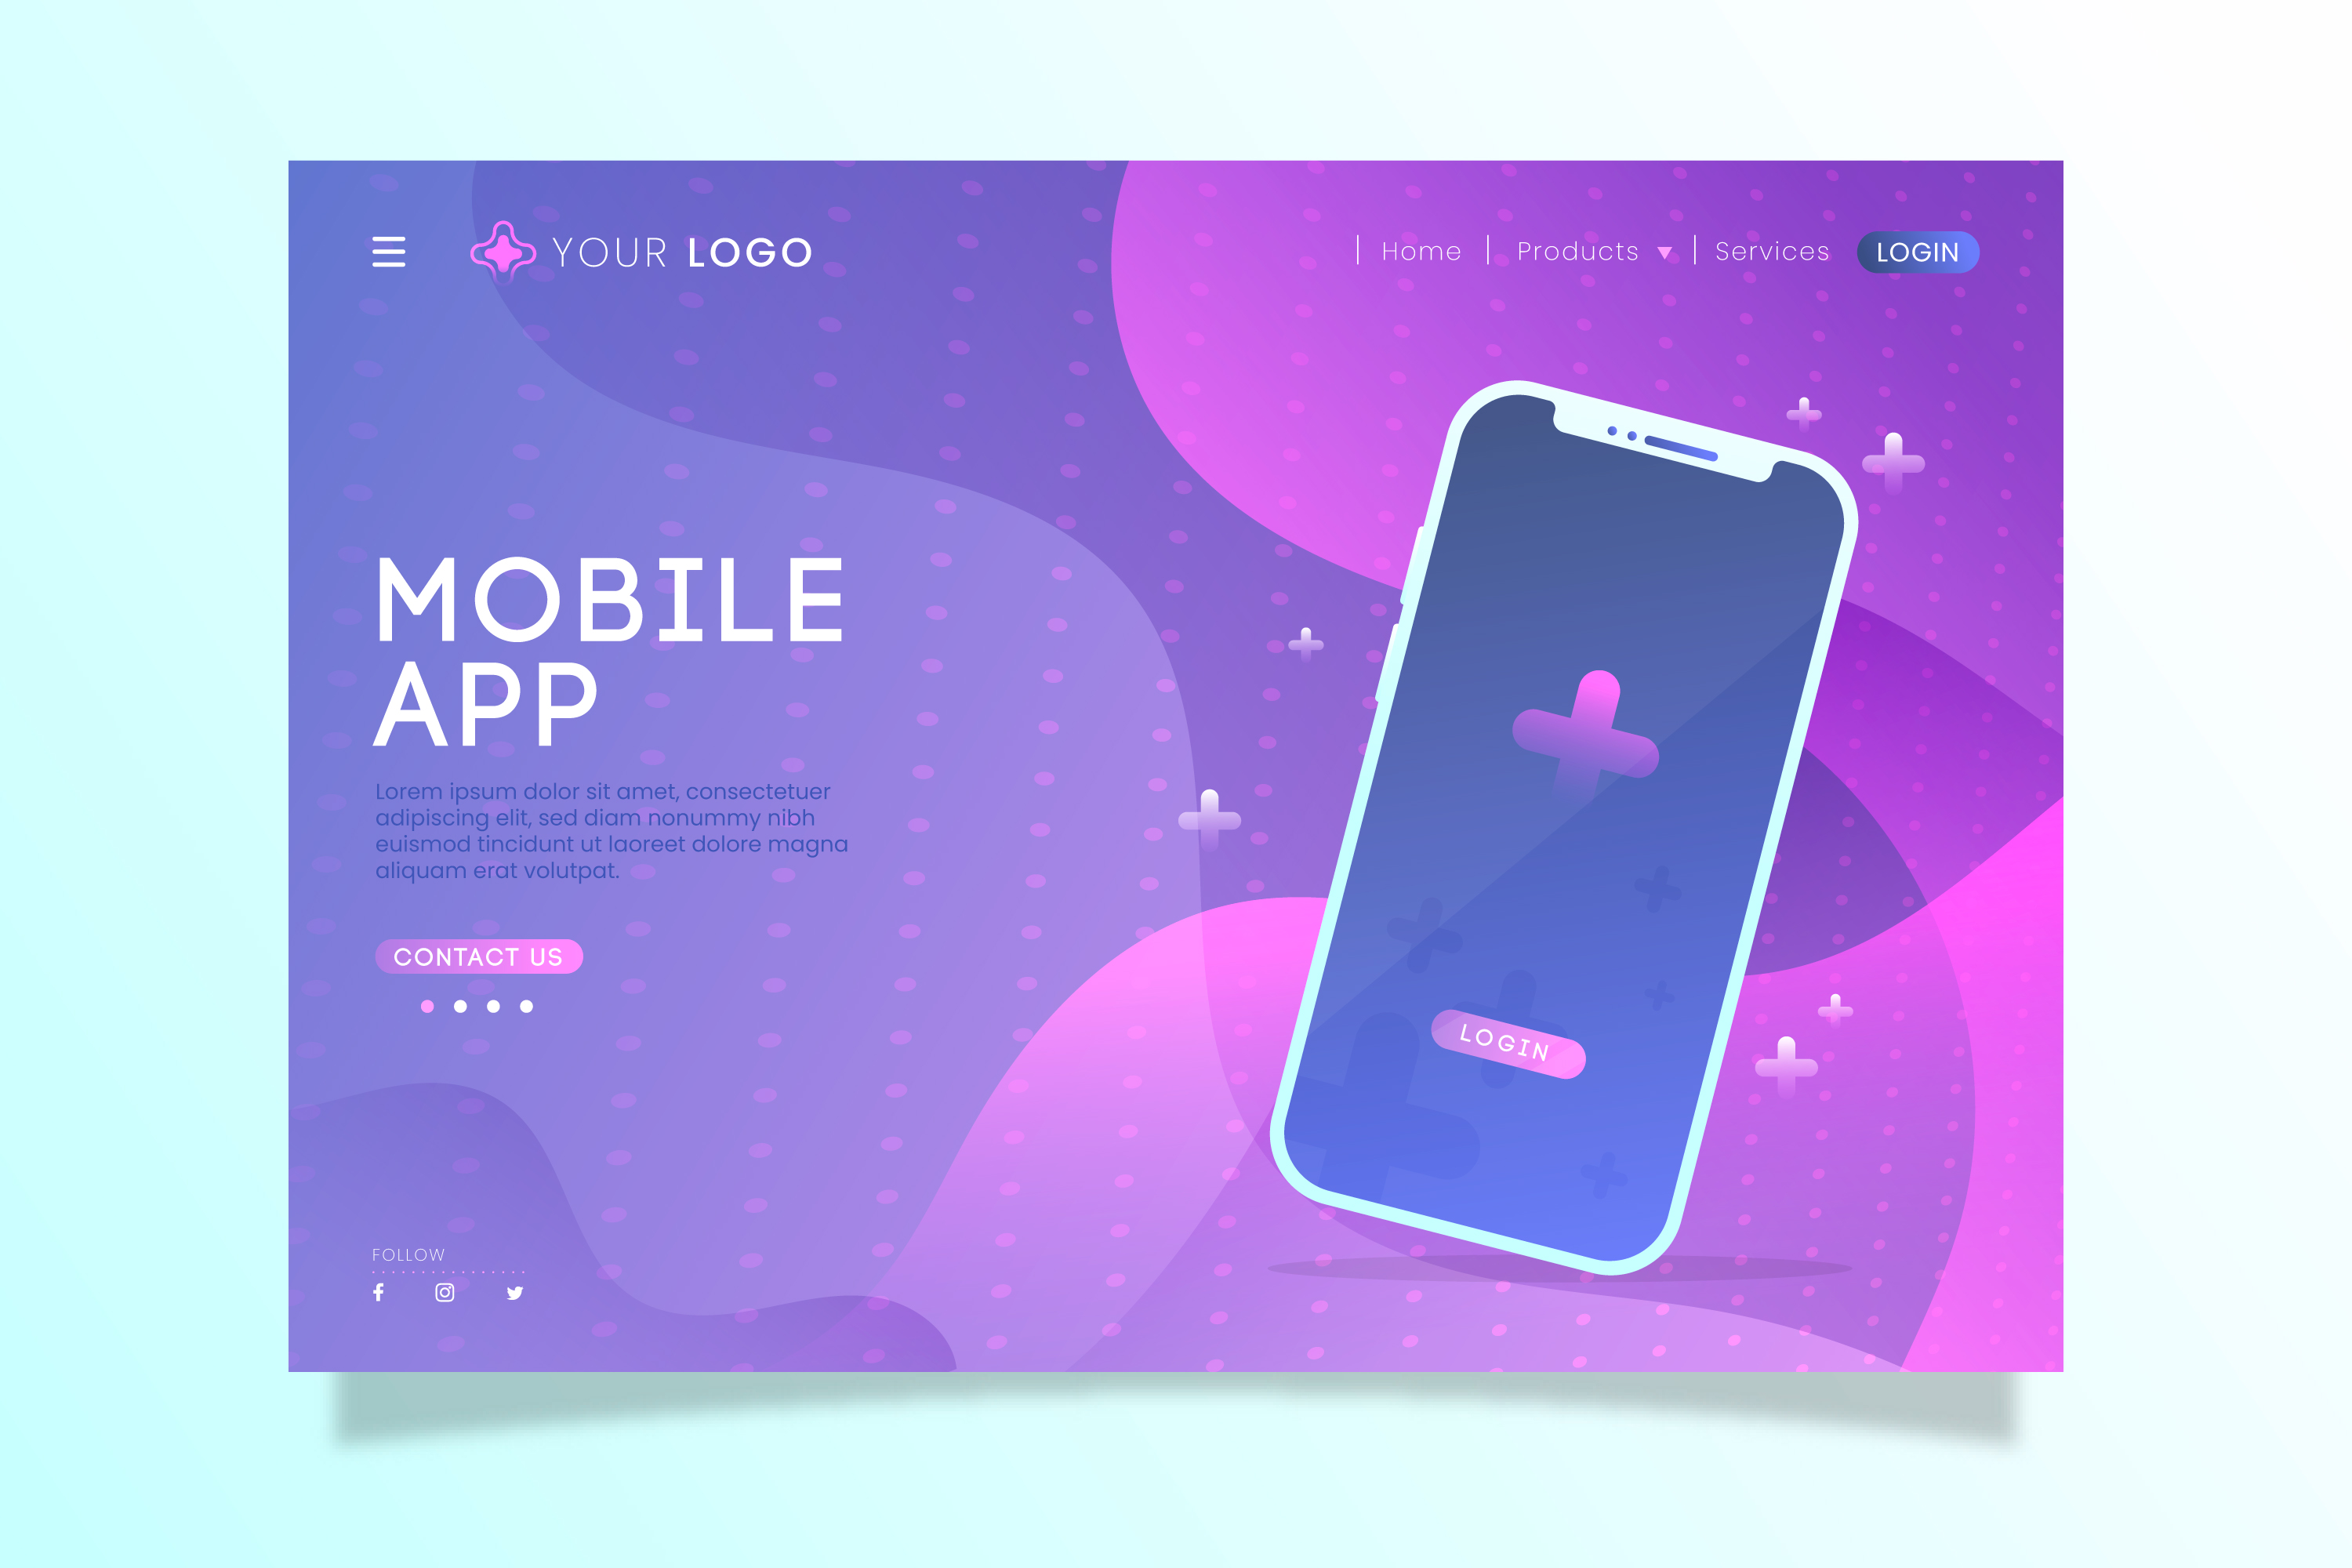 YOUR LOGO
Home Products Services LOGIN
MOBILE
APP
Lorem ipsum dolor sit amet, consectetuer
adipiscing elit, sed diam nonummy nibh
euismod tincidunt ut laoreet dolore magna
aliquam erat volutpat.
CONTACT US
LOGIN
FOLLOW